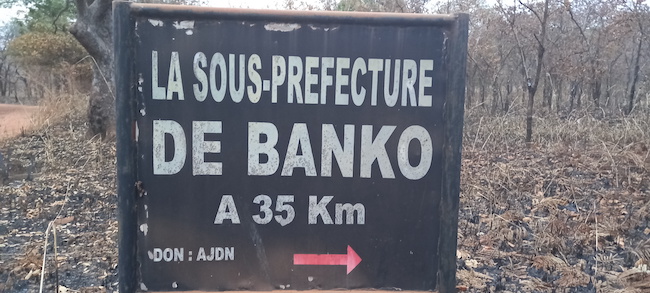 LA SOUS-PREFECTURE
DE BANKO
A 35 Km
DON : AJDN